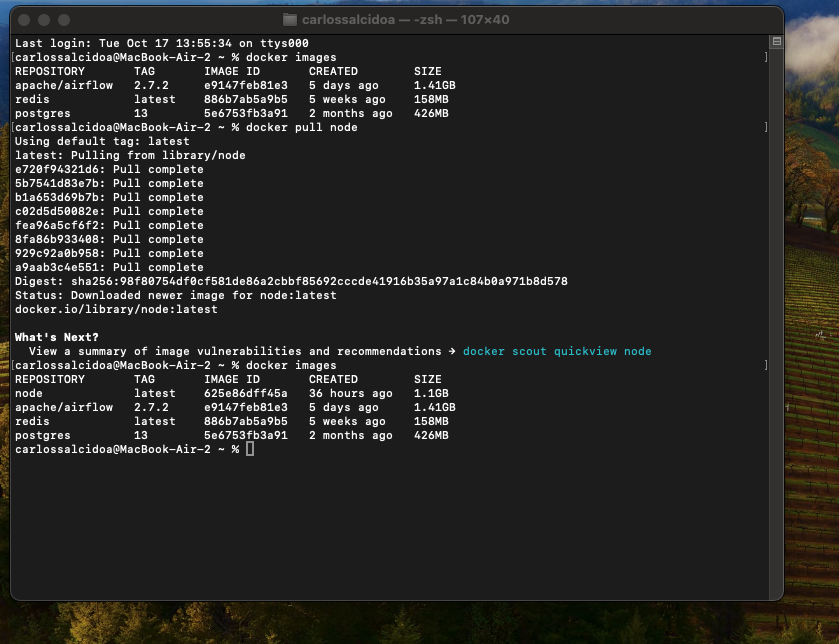 carlossalcidoa — -zsh — 107×40
Last login: Tue Oct 17 13:55:34 on ttys000
[carlossalcidoa@MacBook-Air-2 ~ % docker images ]
REPOSITORY TAG IMAGE ID CREATED SIZE
apache/airflow 2.7.2 e9147feb81e3 5 days ago 1.41GB
redis latest 886b7ab5a9b5 5 weeks ago 158MB
postgres 13 5e6753fb3a91 2 months ago 426MB
[carlossalcidoa@MacBook-Air-2 ~ % docker pull node ]
Using default tag: latest
latest: Pulling from library/node
e720f94321d6: Pull complete
5b7541d83e7b: Pull complete
b1a653d69b7b: Pull complete
c02d5d50082e: Pull complete
fea96a5cf6f2: Pull complete
8fa86b933408: Pull complete
929c92a0b958: Pull complete
a9aab3c4e551: Pull complete
Digest: sha256:98f80754df0cf581de86a2cbbf85692cccde41916b35a97a1c84b0a971b8d578
Status: Downloaded newer image for node:latest
docker.io/library/node:latest
What's Next?
View a summary of image vulnerabilities and recommendations → docker scout quickview node
[carlossalcidoa@MacBook-Air-2 ~ % docker images ]
REPOSITORY TAG IMAGE ID CREATED SIZE
node latest 625e86dff45a 36 hours ago 1.1GB
apache/airflow 2.7.2 e9147feb81e3 5 days ago 1.41GB
redis latest 886b7ab5a9b5 5 weeks ago 158MB
postgres 13 5e6753fb3a91 2 months ago 426MB
carlossalcidoa@MacBook-Air-2 ~ %